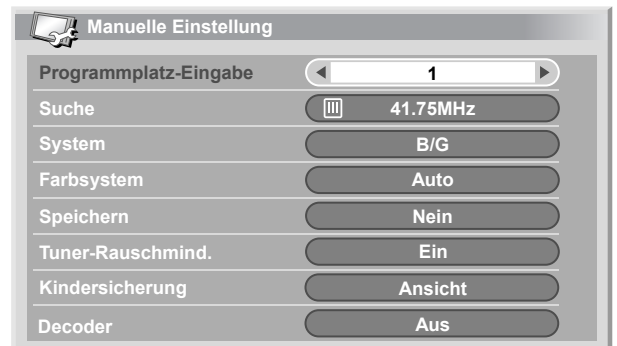 Manuelle Einstellung
Programmplatz-Eingabe 1
Suche 41.75MHz
System B/G
Farbsystem Auto
Speichern Nein
Tuner-Rauschmind. Ein
Kindersicherung Ansicht
Decoder Aus